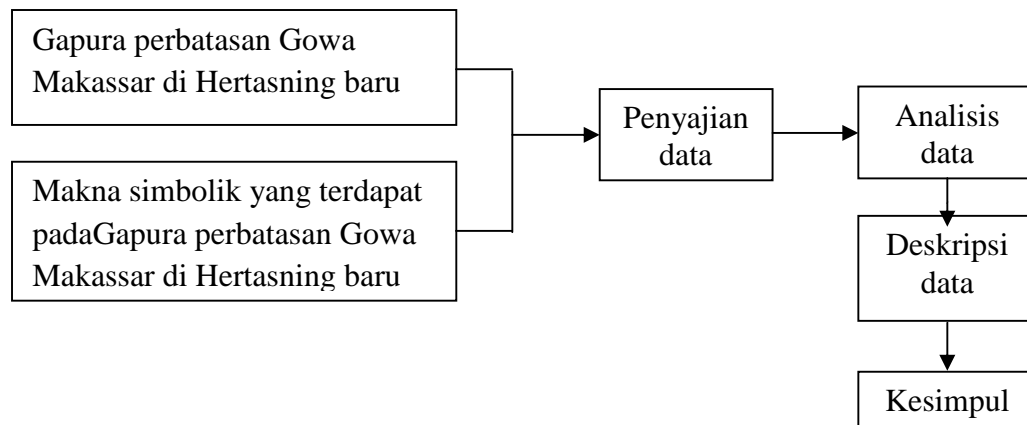 Gapura perbatasan Gowa
Makassar di Hertasning baru
Makna simbolik yang terdapat
padaGapura perbatasan Gowa
Makassar di Hertasning baru
Penyajian
data
Analisis
data
Deskripsi
data
Kesimpul